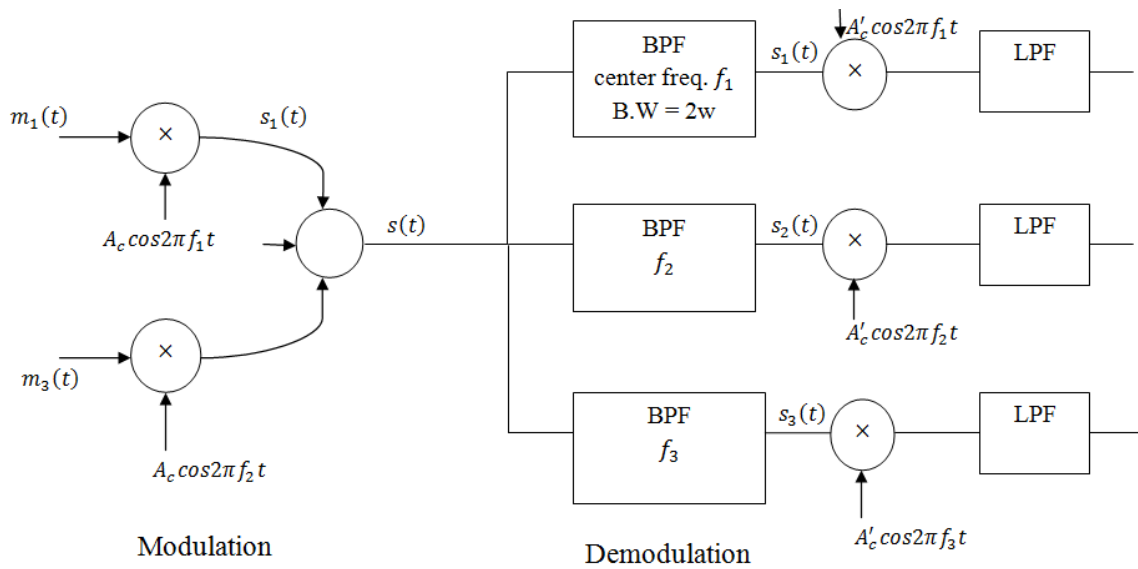 m₁(t)
×
s₁(t)
A_c cos2πf₁t
s(t)
m₃(t)
×
A_c cos2πf₂t
Modulation
BPF
center freq. f₁
B.W = 2w
s₁(t)
A′_c cos2πf₁t
×
LPF
BPF
f₂
s₂(t)
×
A′_c cos2πf₂t
LPF
BPF
f₃
s₃(t)
×
A′_c cos2πf₃t
LPF
Demodulation